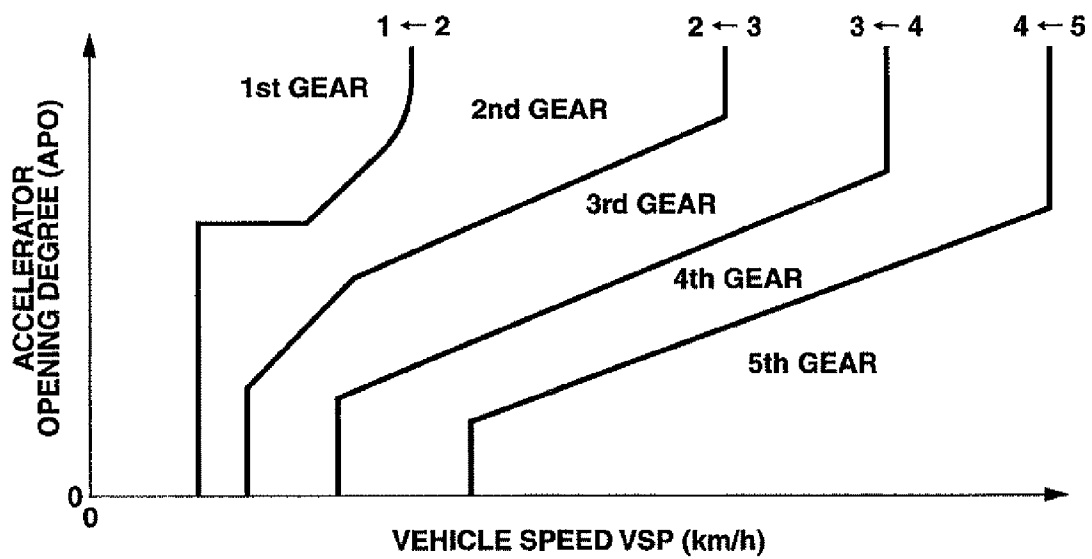 1 ← 2
2 ← 3
3 ← 4
4 ← 5
1st GEAR
2nd GEAR
3rd GEAR
4th GEAR
5th GEAR
ACCELERATOR
OPENING DEGREE (APO)
0
0
VEHICLE SPEED VSP (km/h)